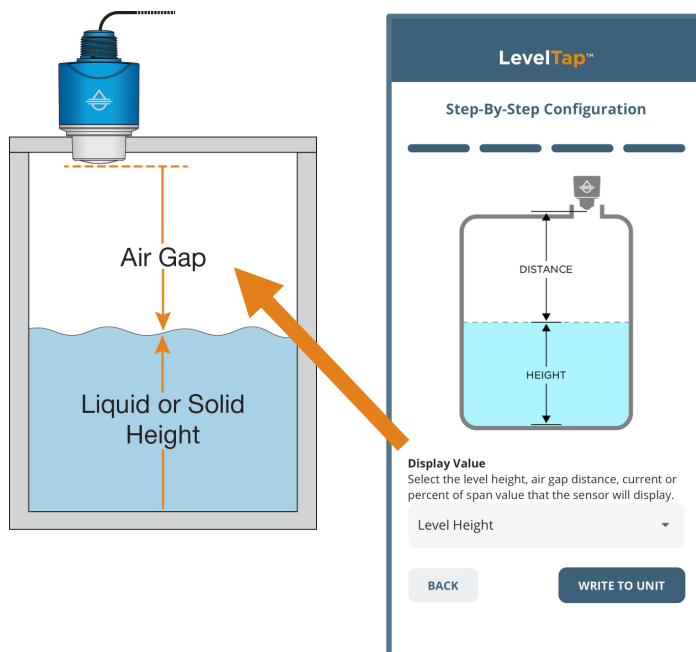 Air Gap
Liquid or Solid
Height
LevelTap™
Step-By-Step Configuration
DISTANCE
HEIGHT
Display Value
Select the level height, air gap distance, current or
percent of span value that the sensor will display.
Level Height
BACK
WRITE TO UNIT